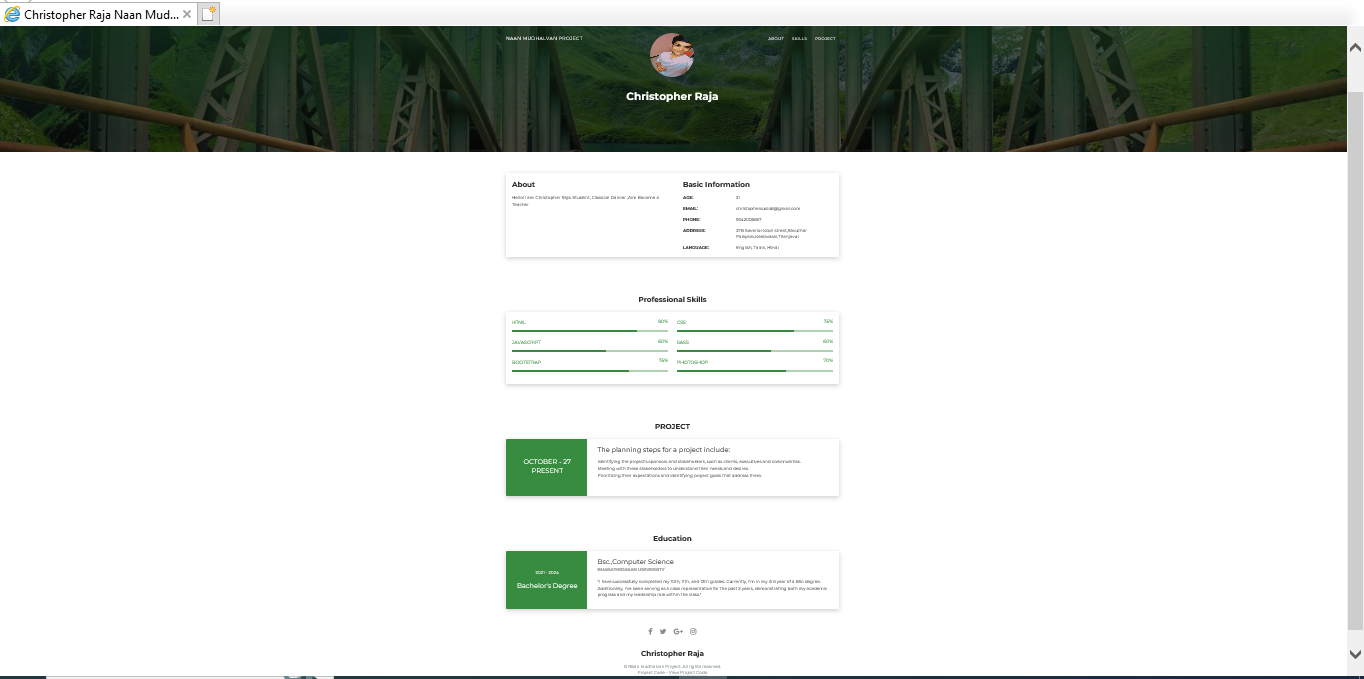 Christopher Raja Naan Mud...
NAAN MUDHALVAN PROJECT
ABOUT SKILLS PROJECT
Christopher Raja
About
Hello! I am Christopher Raja Student, Classical Dancer ,Aim Become a
Teacher
Basic Information
AGE: 21
EMAIL:
PHONE:
ADDRESS:
LANGUAGE: English, Tamil, Hindi
Professional Skills
HTML 80%
CSS 75%
JAVASCRIPT 60%
SASS 60%
BOOTSTRAP 75%
PHOTOSHOP 70%
PROJECT
OCTOBER - 27
PRESENT
The planning steps for a project include:
Identifying the project's sponsors and stakeholders, such as clients, executives and communities.
Meeting with these stakeholders to understand their needs and desires.
Prioritizing their expectations and identifying project goals that address them.
Education
2021 - 2024
Bachelor's Degree
Bsc.,Computer Science
BHARATHIDASAN UNIVERSITY
"I have successfully completed my 10th, 11th, and 12th grades. Currently, I'm in my 3rd year of a BSc degree.
Additionally, I've been serving as a class representative for the past 3 years, demonstrating both my academic
progress and my leadership role within the class."
Christopher Raja
© Naan Mudhalvan Project. All rights reserved.
Project Code - View Project Code